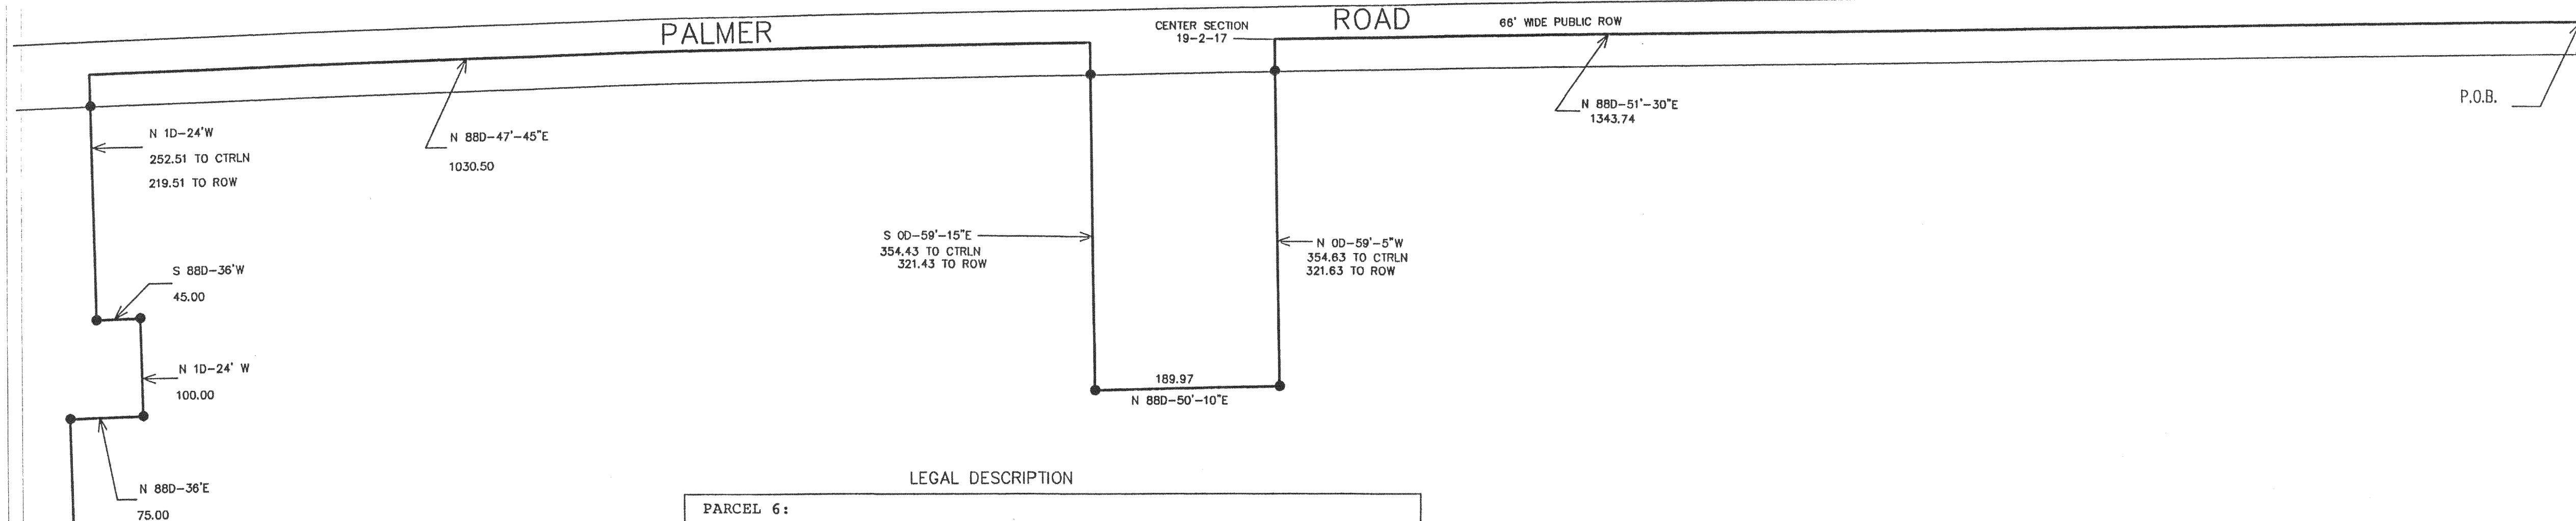 PALMER ROAD
CENTER SECTION
19-2-17
66' WIDE PUBLIC ROW
P.O.B.
N 88D-51'-30"E
1343.74
N 1D-24'W
252.51 TO CTRLN
219.51 TO ROW
N 88D-47'-45"E
1030.50
S 0D-59'-15"E
354.43 TO CTRLN
321.43 TO ROW
N 0D-59'-5"W
354.63 TO CTRLN
321.63 TO ROW
S 88D-36'W
45.00
N 1D-24' W
100.00
189.97
N 88D-50'-10"E
N 88D-36'E
75.00
LEGAL DESCRIPTION
PARCEL 6: